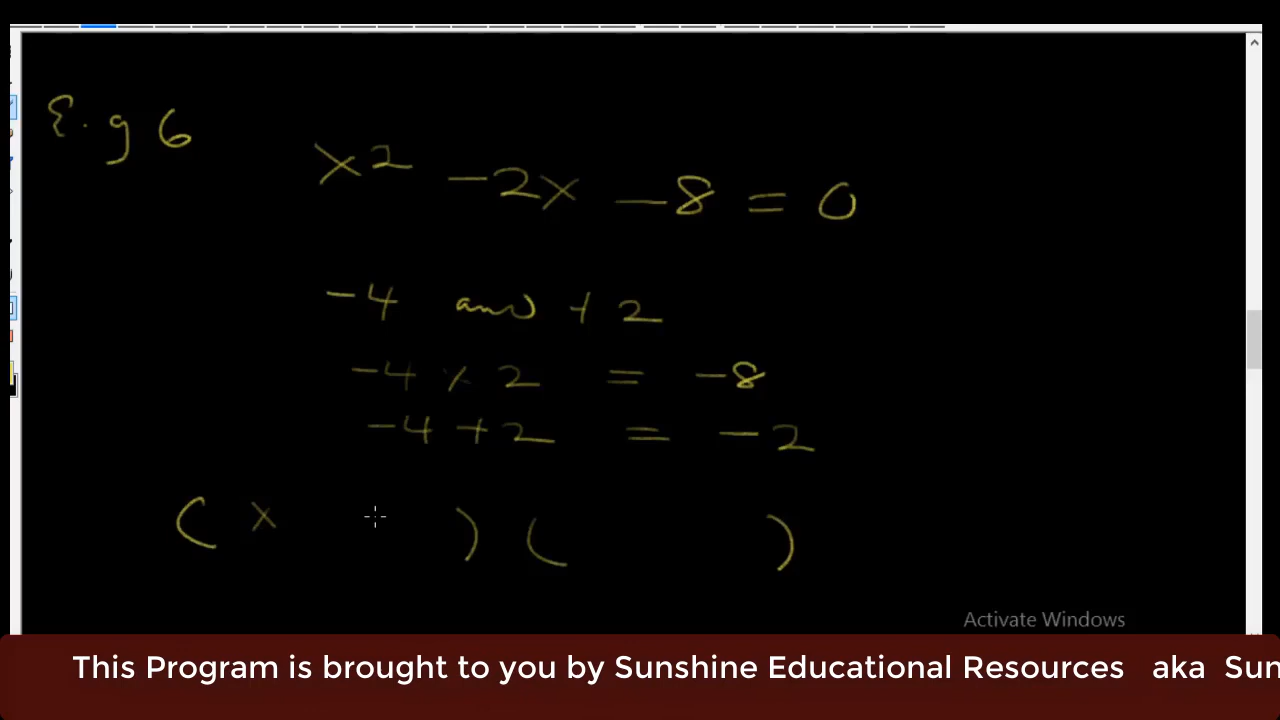 E.g 6
x² - 2x - 8 = 0
-4 and +2
-4 x 2 = -8
-4 + 2 = -2
( x ) ( )
Activate Windows
This Program is brought to you by Sunshine Educational Resources aka Sun